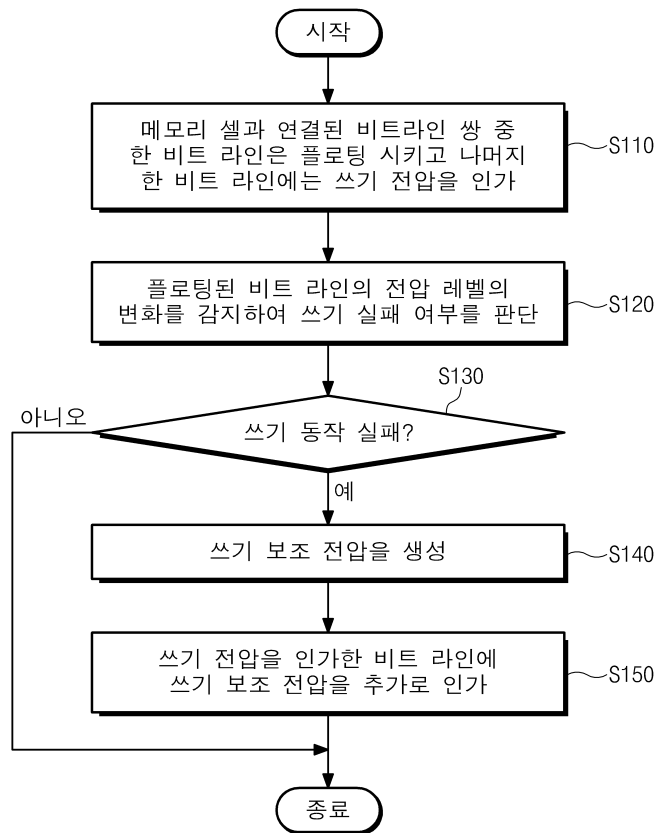 시작
메모리 셀과 연결된 비트라인 쌍 중
한 비트 라인은 플로팅 시키고 나머지
한 비트 라인에는 쓰기 전압을 인가
S110
플로팅된 비트 라인의 전압 레벨의
변화를 감지하여 쓰기 실패 여부를 판단
S120
S130
아니오
쓰기 동작 실패?
예
쓰기 보조 전압을 생성
S140
쓰기 전압을 인가한 비트 라인에
쓰기 보조 전압을 추가로 인가
S150
종료